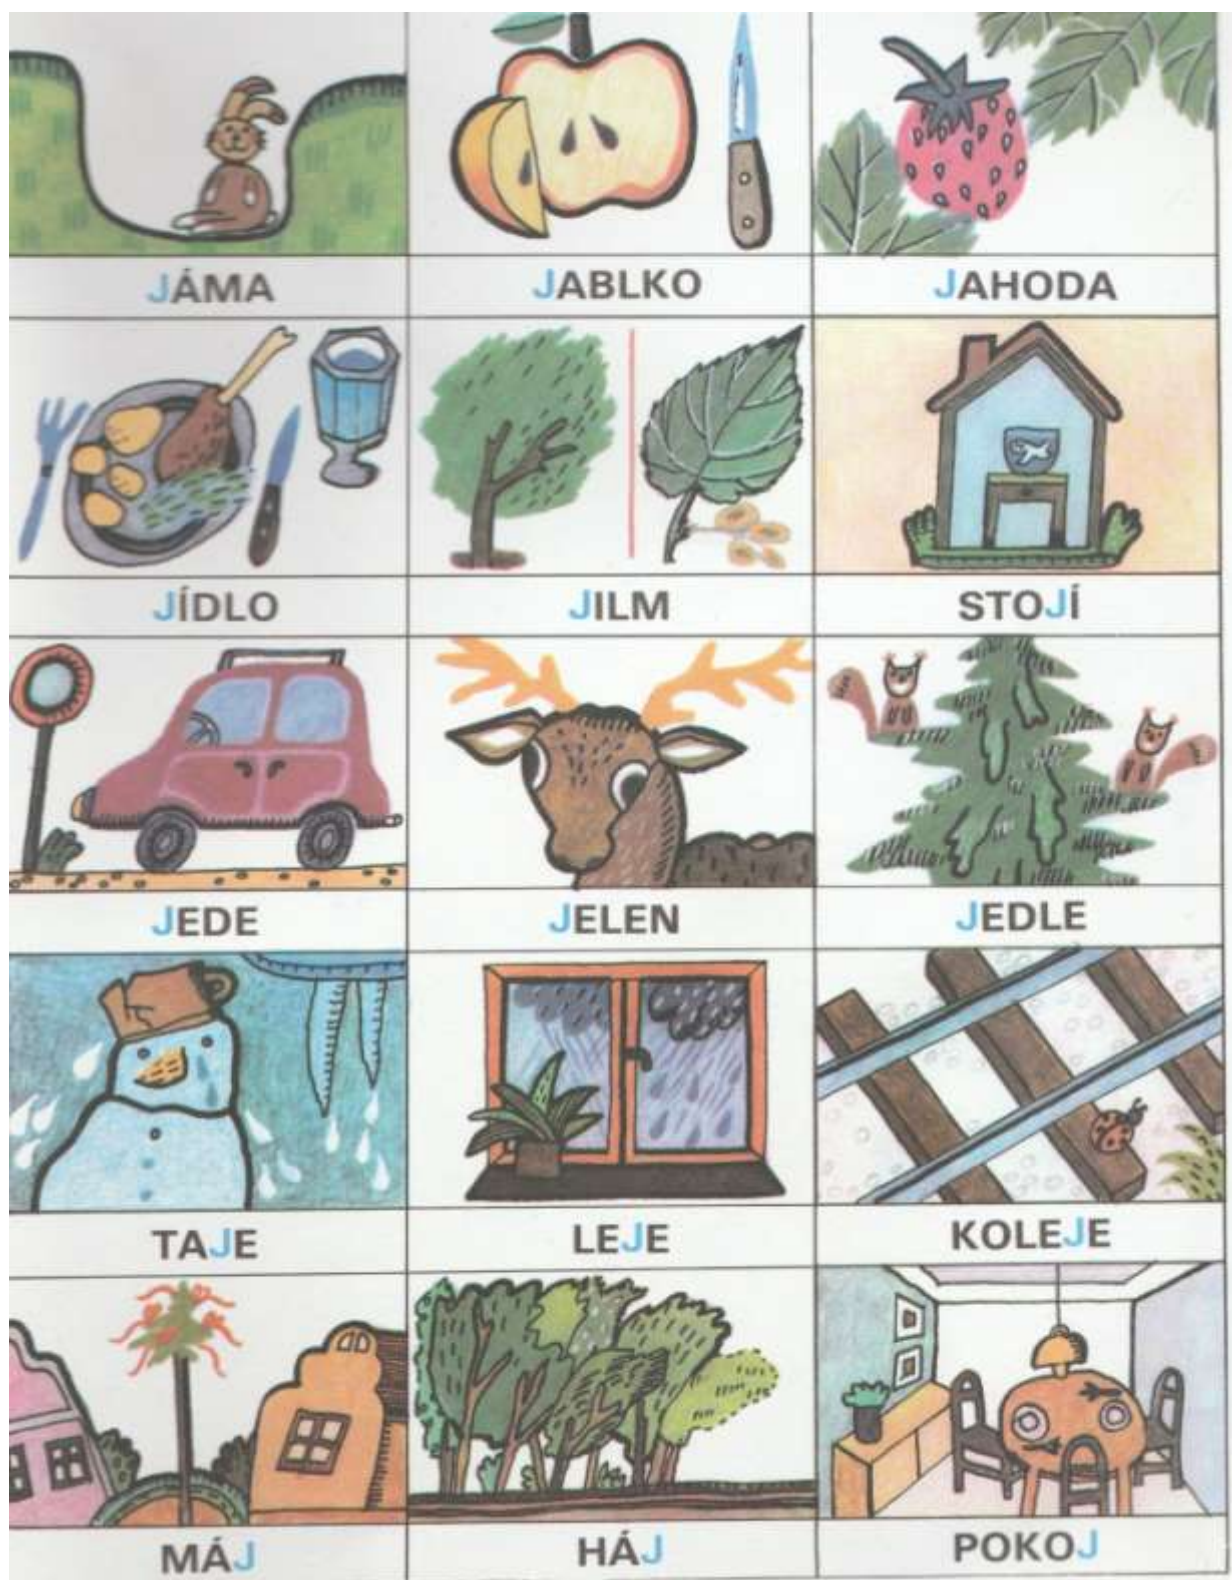 JÁMA JABLKO JAHODA
JÍDLO JILM STOJÍ
JEDE JELEN JEDLE
TAJE LEJE KOLEJE
MÁJ HÁJ POKOJ